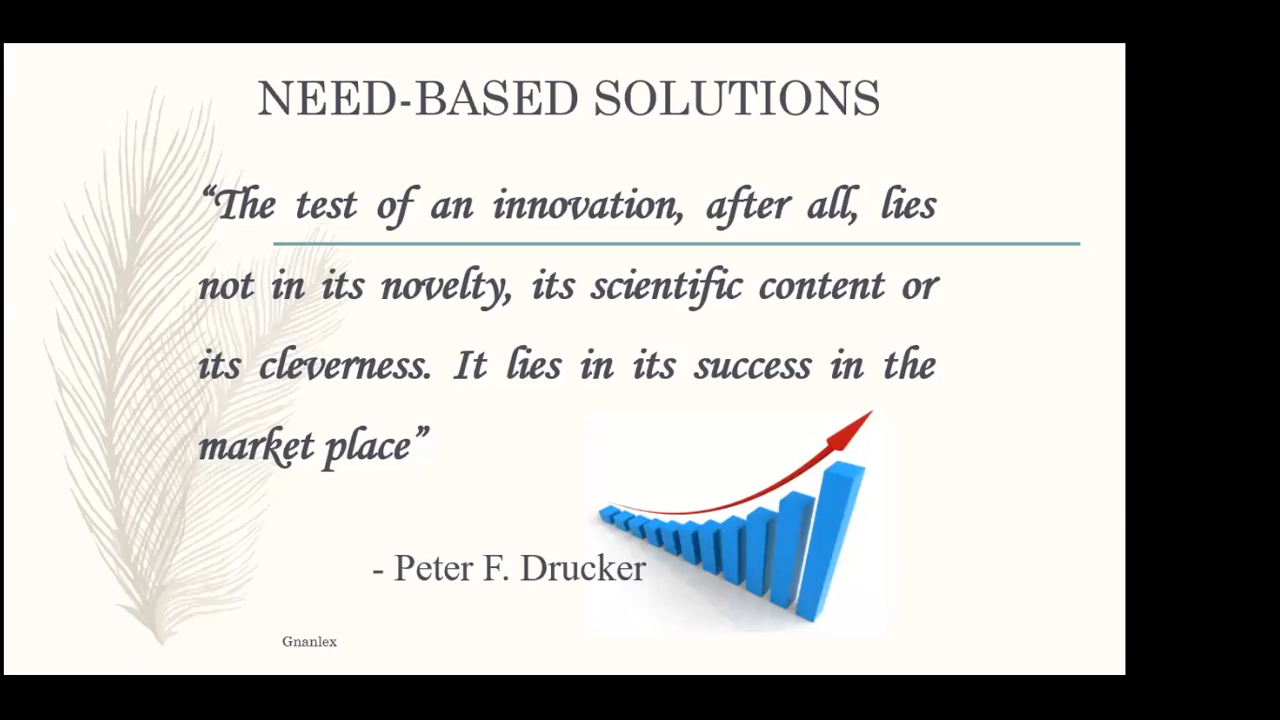 NEED-BASED SOLUTIONS
“The test of an innovation, after all, lies
not in its novelty, its scientific content or
its cleverness. It lies in its success in the
market place”
- Peter F. Drucker
Gnanlex